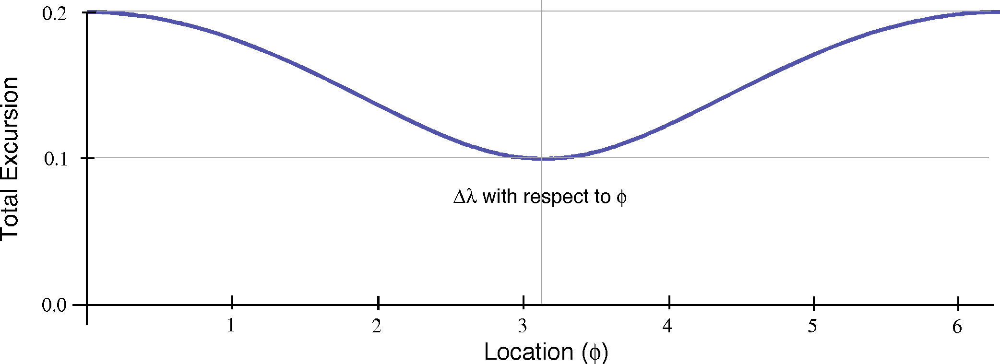 0.2
0.1
0.0
Total Excursion
Δλ with respect to ϕ
1 2 3 4 5 6
Location (ϕ)